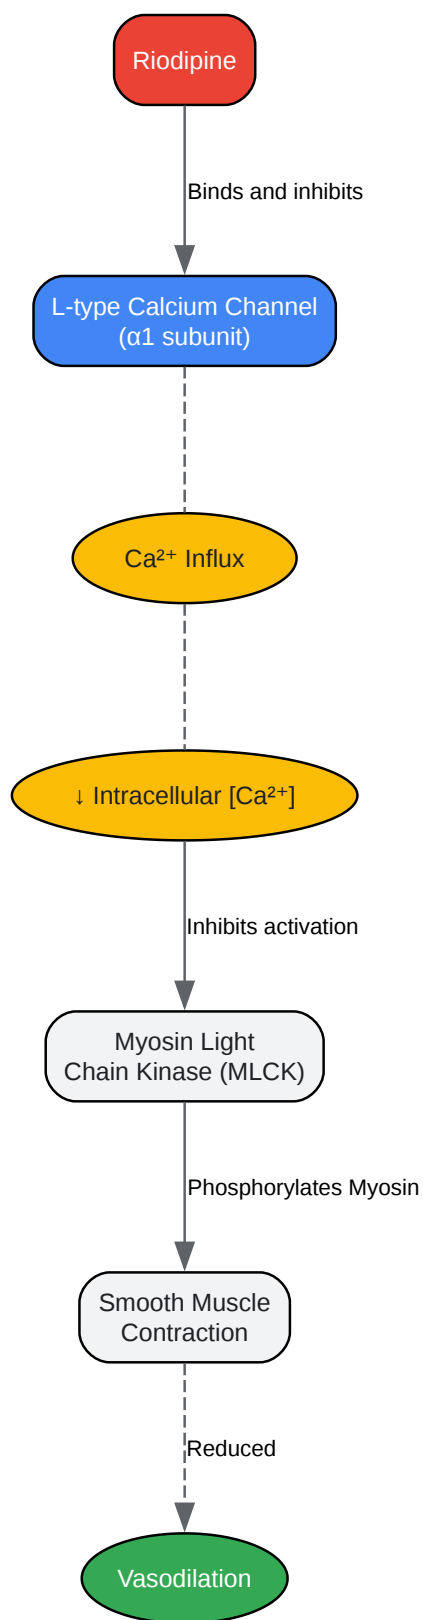 Riodipine
Binds and inhibits
L-type Calcium Channel
(α1 subunit)
Ca²⁺ Influx
↓ Intracellular [Ca²⁺]
Inhibits activation
Myosin Light
Chain Kinase (MLCK)
Phosphorylates Myosin
Smooth Muscle
Contraction
Reduced
Vasodilation